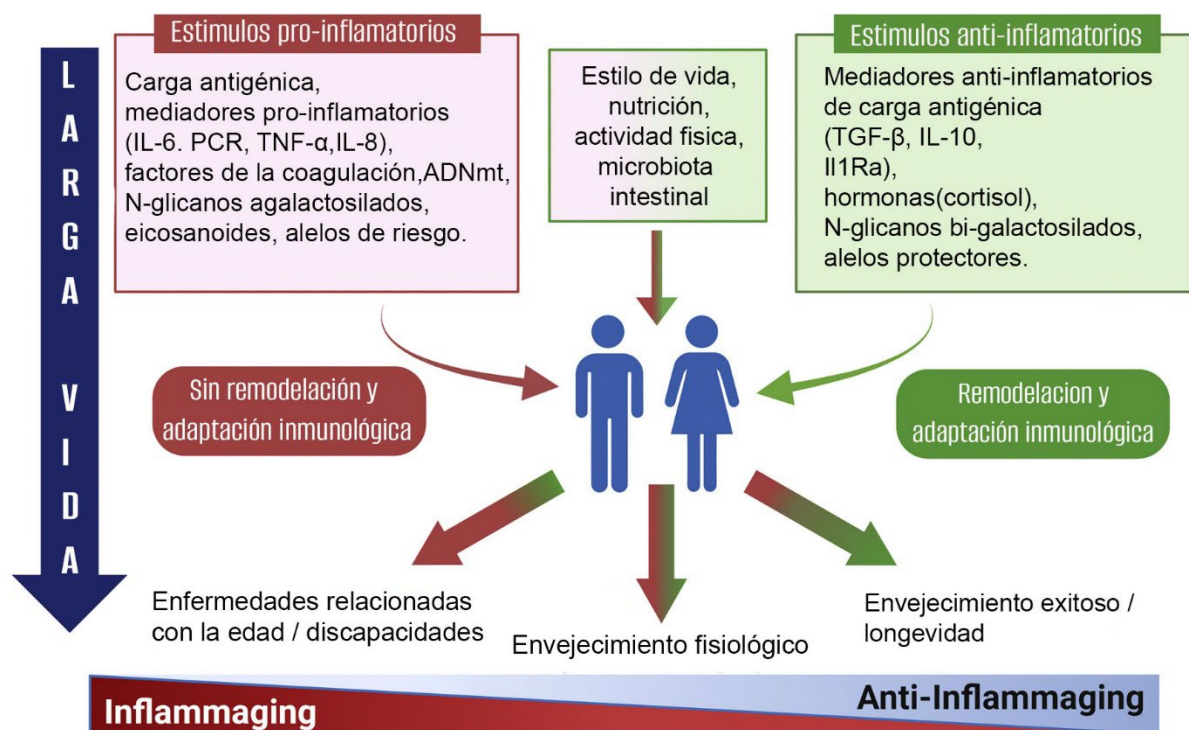 LARGA VIDA
Estimulos pro-inflamatorios
Carga antigénica,
mediadores pro-inflamatorios
(IL-6. PCR, TNF-α,IL-8),
factores de la coagulación,ADNmt,
N-glicanos agalactosilados,
eicosanoides, alelos de riesgo.
Estilo de vida,
nutrición,
actividad fisica,
microbiota
intestinal
Estimulos anti-inflamatorios
Mediadores anti-inflamatorios
de carga antigénica
(TGF-β, IL-10,
Il1Ra),
hormonas(cortisol),
N-glicanos bi-galactosilados,
alelos protectores.
Sin remodelación y
adaptación inmunológica
Remodelacion y
adaptación inmunológica
Enfermedades relacionadas
con la edad / discapacidades
Envejecimiento fisiológico
Envejecimiento exitoso /
longevidad
Inflammaging
Anti-Inflammaging